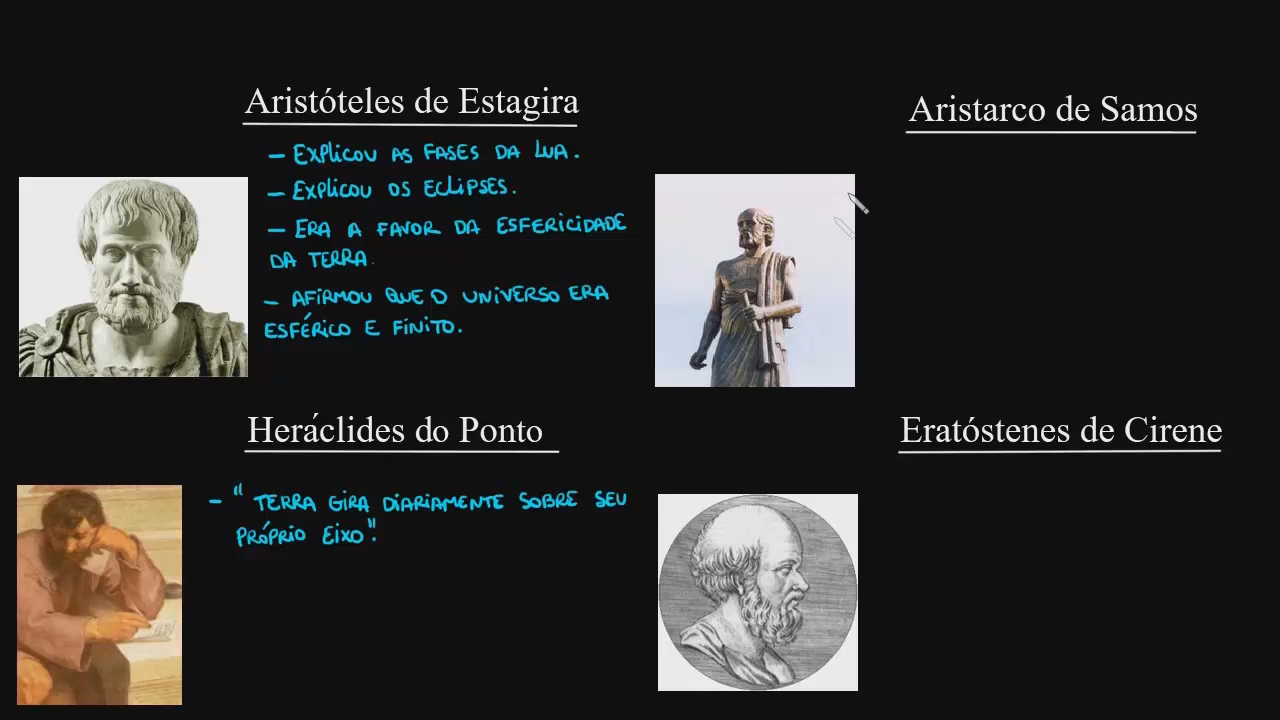 Aristóteles de Estagira
- EXPLICOU AS FASES DA LUA.
- EXPLICOU OS ECLIPSES.
- ERA A FAVOR DA ESFERICIDADE
DA TERRA.
- AFIRMOU QUE O UNIVERSO ERA
ESFÉRICO E FINITO.
Aristarco de Samos
Heráclides do Ponto
- "TERRA GIRA DIARIAMENTE SOBRE SEU
PRÓPRIO EIXO".
Eratóstenes de Cirene